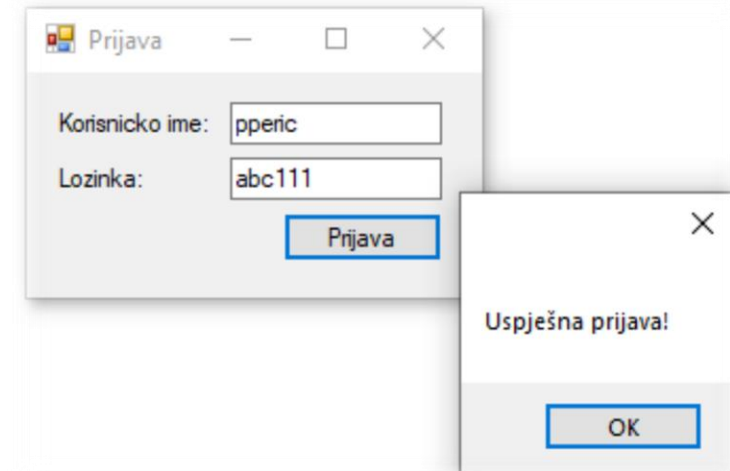 Prijava
Korisnicko ime: pperic
Lozinka: abc111
Prijava
Uspješna prijava!
OK